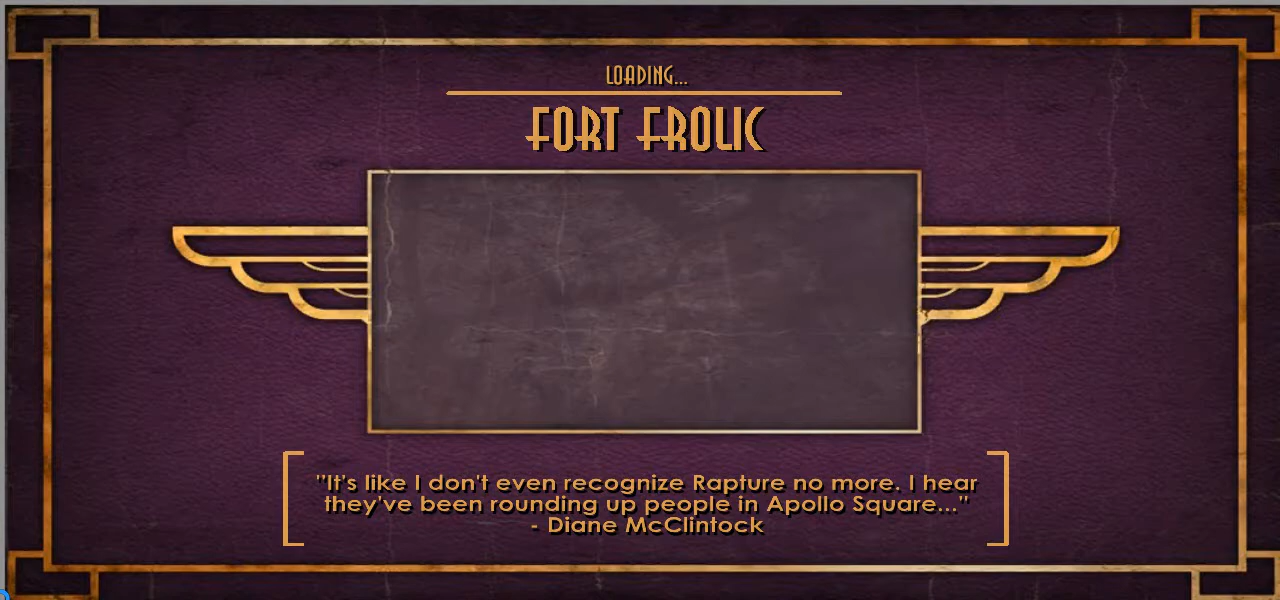 LOADING...
FORT FROLIC
"It's like I don't even recognize Rapture no more. I hear
they've been rounding up people in Apollo Square..."
- Diane McClintock